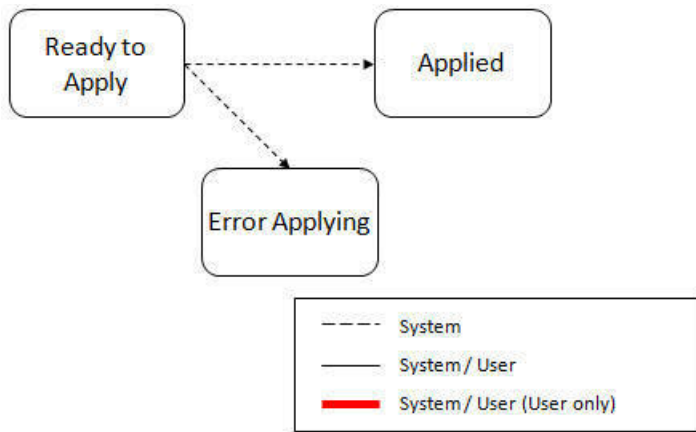 Ready to
Apply
Applied
Error Applying
System
System / User
System / User (User only)